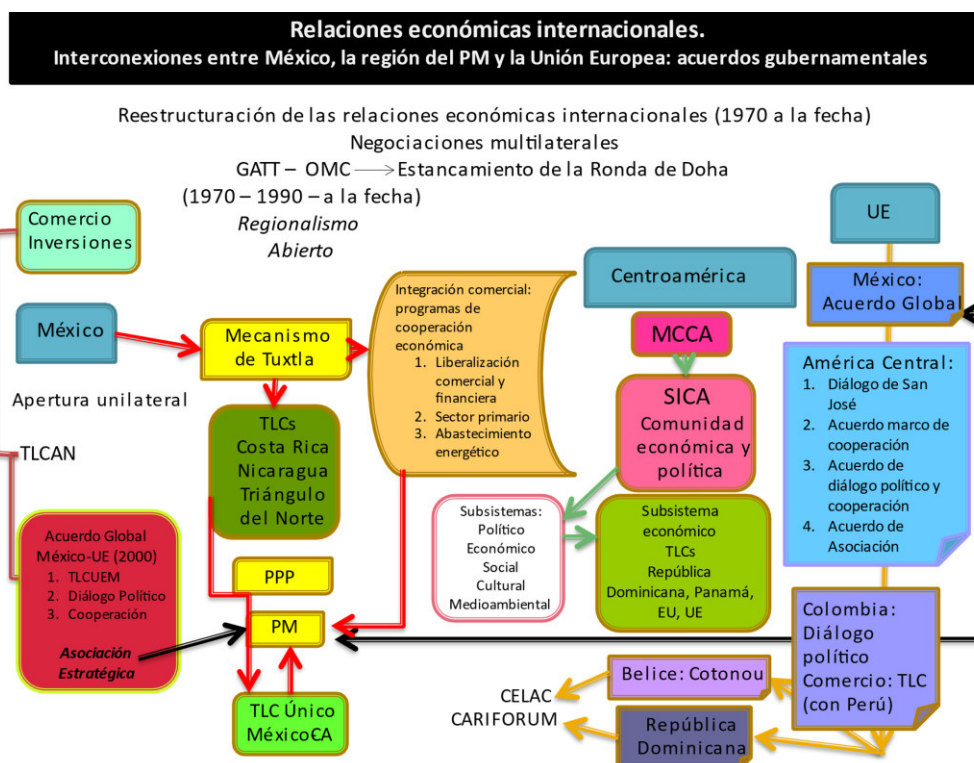 Relaciones económicas internacionales.
Interconexiones entre México, la región del PM y la Unión Europea: acuerdos gubernamentales
Reestructuración de las relaciones económicas internacionales (1970 a la fecha)
Negociaciones multilaterales
GATT – OMC → Estancamiento de la Ronda de Doha
(1970 – 1990 – a la fecha)
Regionalismo
Abierto
Comercio
Inversiones
México
Apertura unilateral
TLCAN
Acuerdo Global
México-UE (2000)
1. TLCUEM
2. Diálogo Político
3. Cooperación
Asociación
Estratégica
Mecanismo
de Tuxtla
TLCs
Costa Rica
Nicaragua
Triángulo
del Norte
PPP
PM
TLC Único
México€A
Integración comercial:
programas de
cooperación
económica
1. Liberalización
comercial y
financiera
2. Sector primario
3. Abastecimiento
energético
Centroamérica
MCCA
SICA
Comunidad
económica y
política
Subsistemas:
Político
Económico
Social
Cultural
Medioambiental
Subsistema
económico
TLCs
República
Dominicana, Panamá,
EU, UE
UE
México:
Acuerdo Global
América Central:
1. Diálogo de San
José
2. Acuerdo marco de
cooperación
3. Acuerdo de
diálogo político y
cooperación
4. Acuerdo de
Asociación
Colombia:
Diálogo
político
Comercio: TLC
(con Perú)
Belice: Cotonou
República
Dominicana
CELAC
CARIFORUM